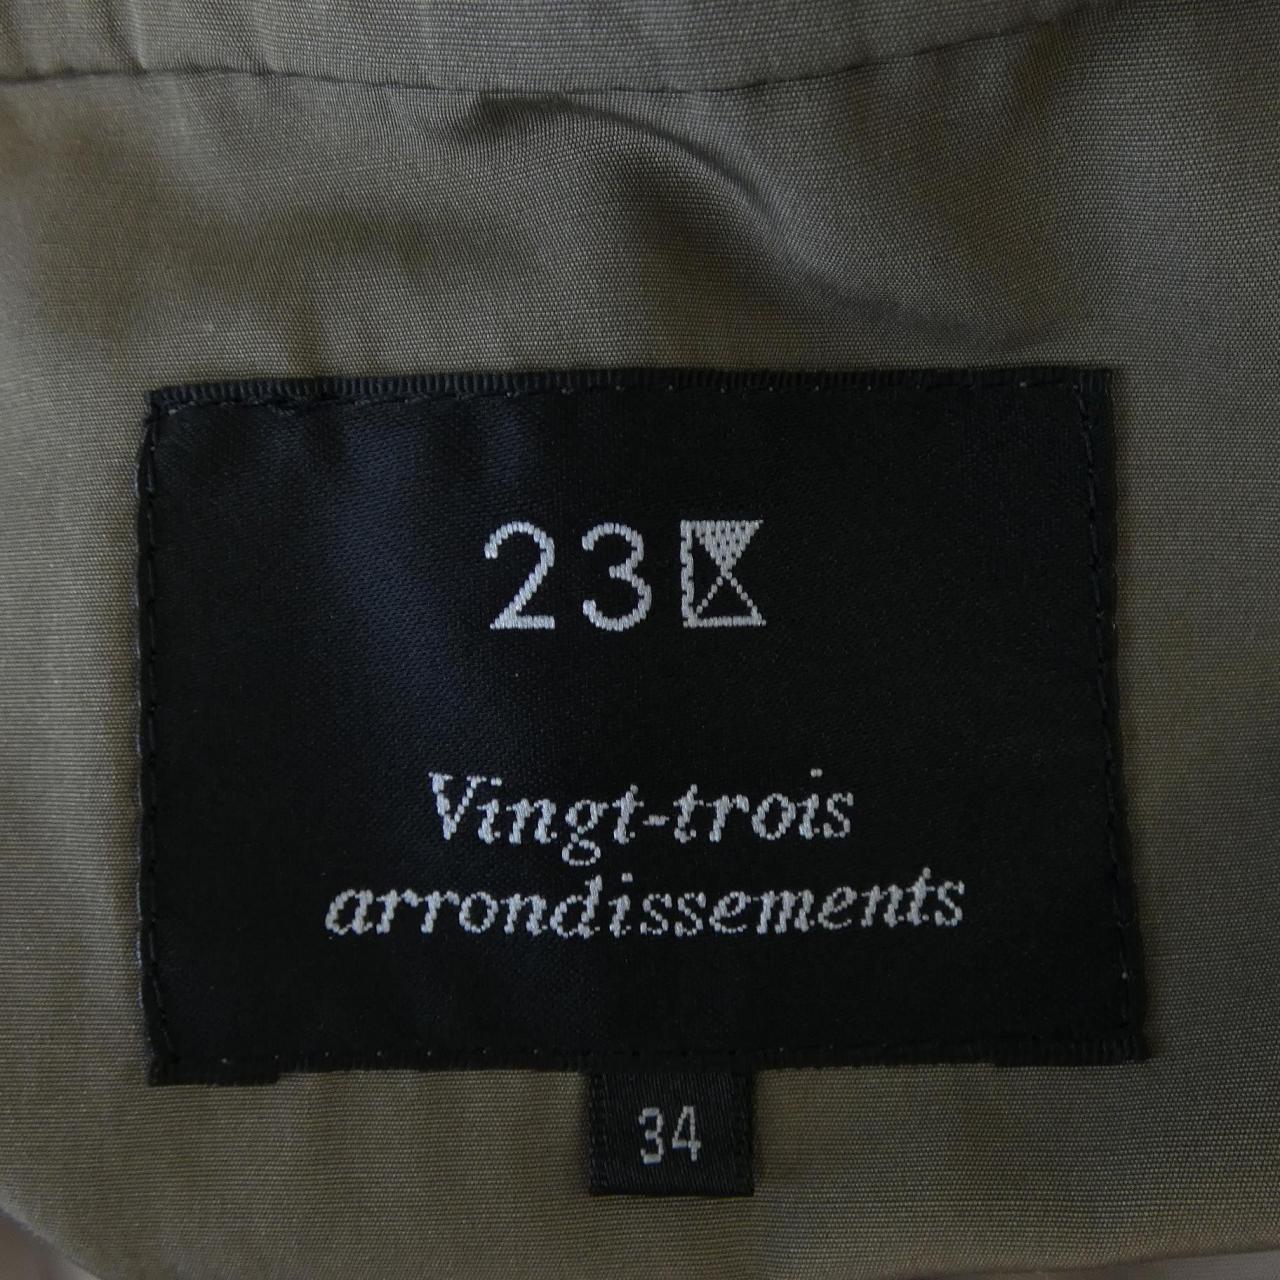 23区
Vingt-trois
arrondissements
34